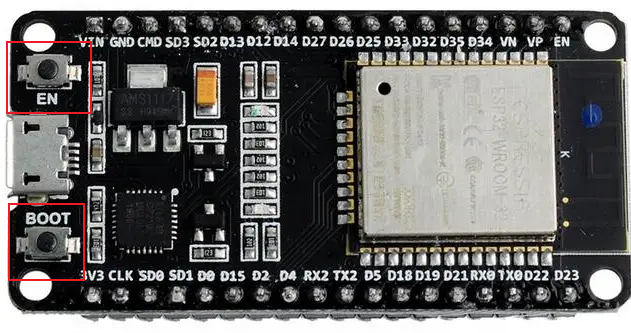 VIN GND CMD SD3 SD2 D13 D12 D14 D27 D26 D25 D33 D32 D35 D34 VN VP EN
EN
AMS1117
ESP32-WROOM-32
K
BOOT
3V3 CLK SD0 SD1 D0 D15 D2 D4 RX2 TX2 D5 D18 D19 D21 RX0 TX0 D22 D23